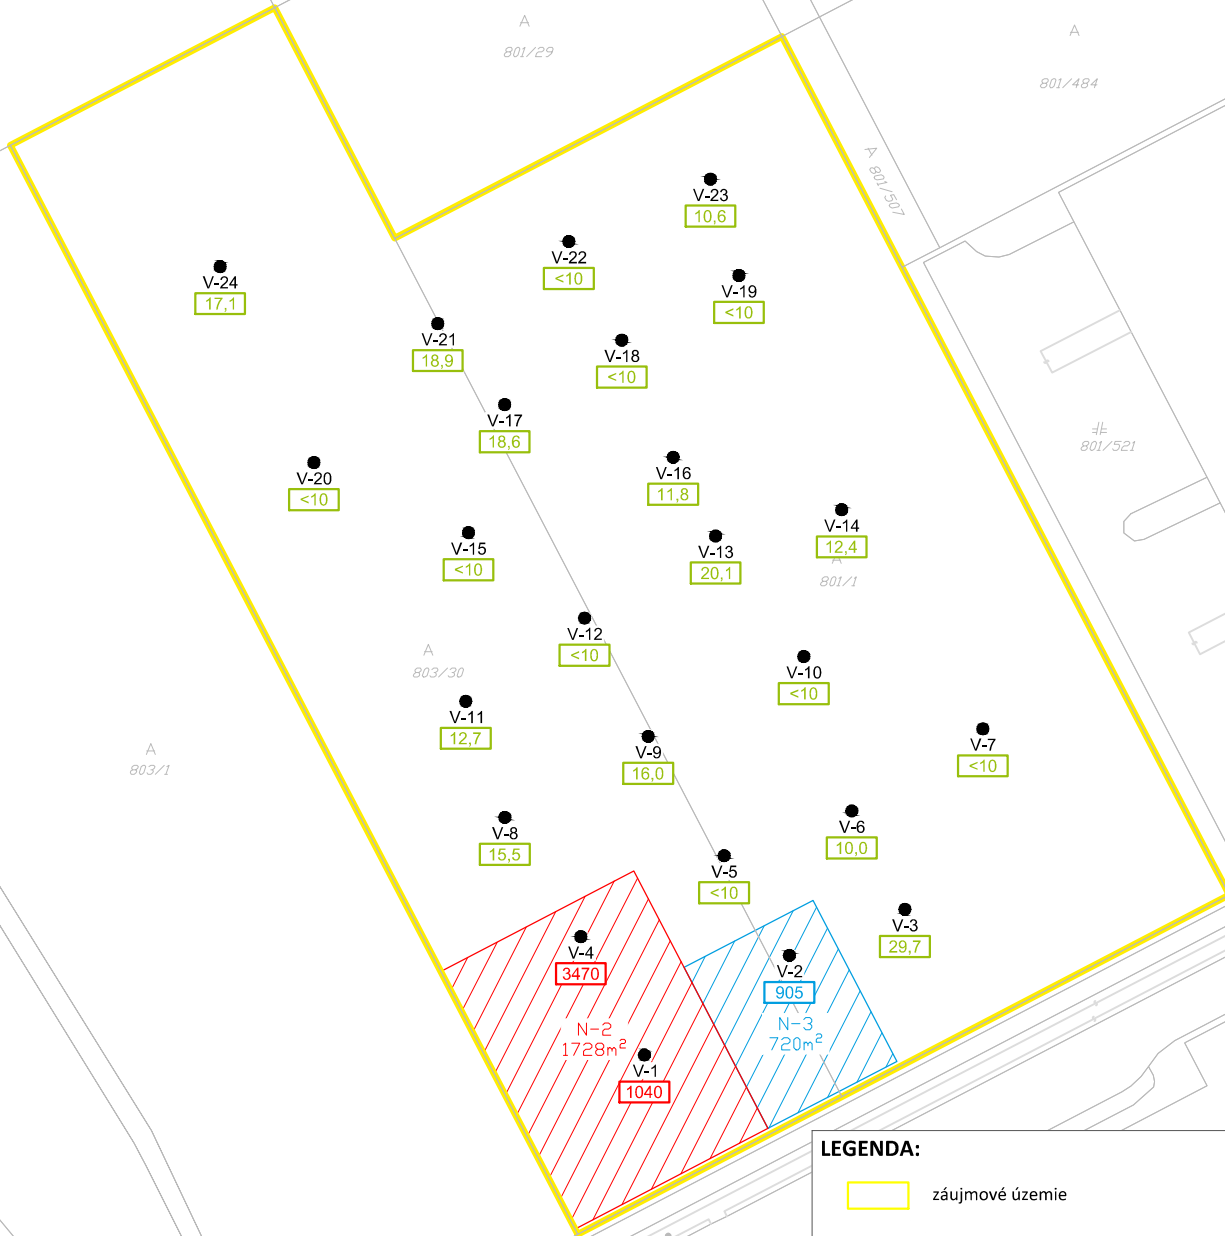 A
801/29
A
801/484
A 801/507
V-23
10,6
V-22
<10
V-24
17,1
V-19
<10
V-21
18,9
V-18
<10
V-17
18,6
801/521
V-20
<10
V-16
11,8
V-15
<10
V-14
12,4
V-13
20,1
A
801/1
V-12
<10
A
803/30
V-10
<10
V-11
12,7
A
803/1
V-9
16,0
V-7
<10
V-8
15,5
V-6
10,0
V-5
<10
V-3
29,7
V-4
3470
V-2
905
N-2
1728m²
N-3
720m²
V-1
1040
LEGENDA:
záujmové územie